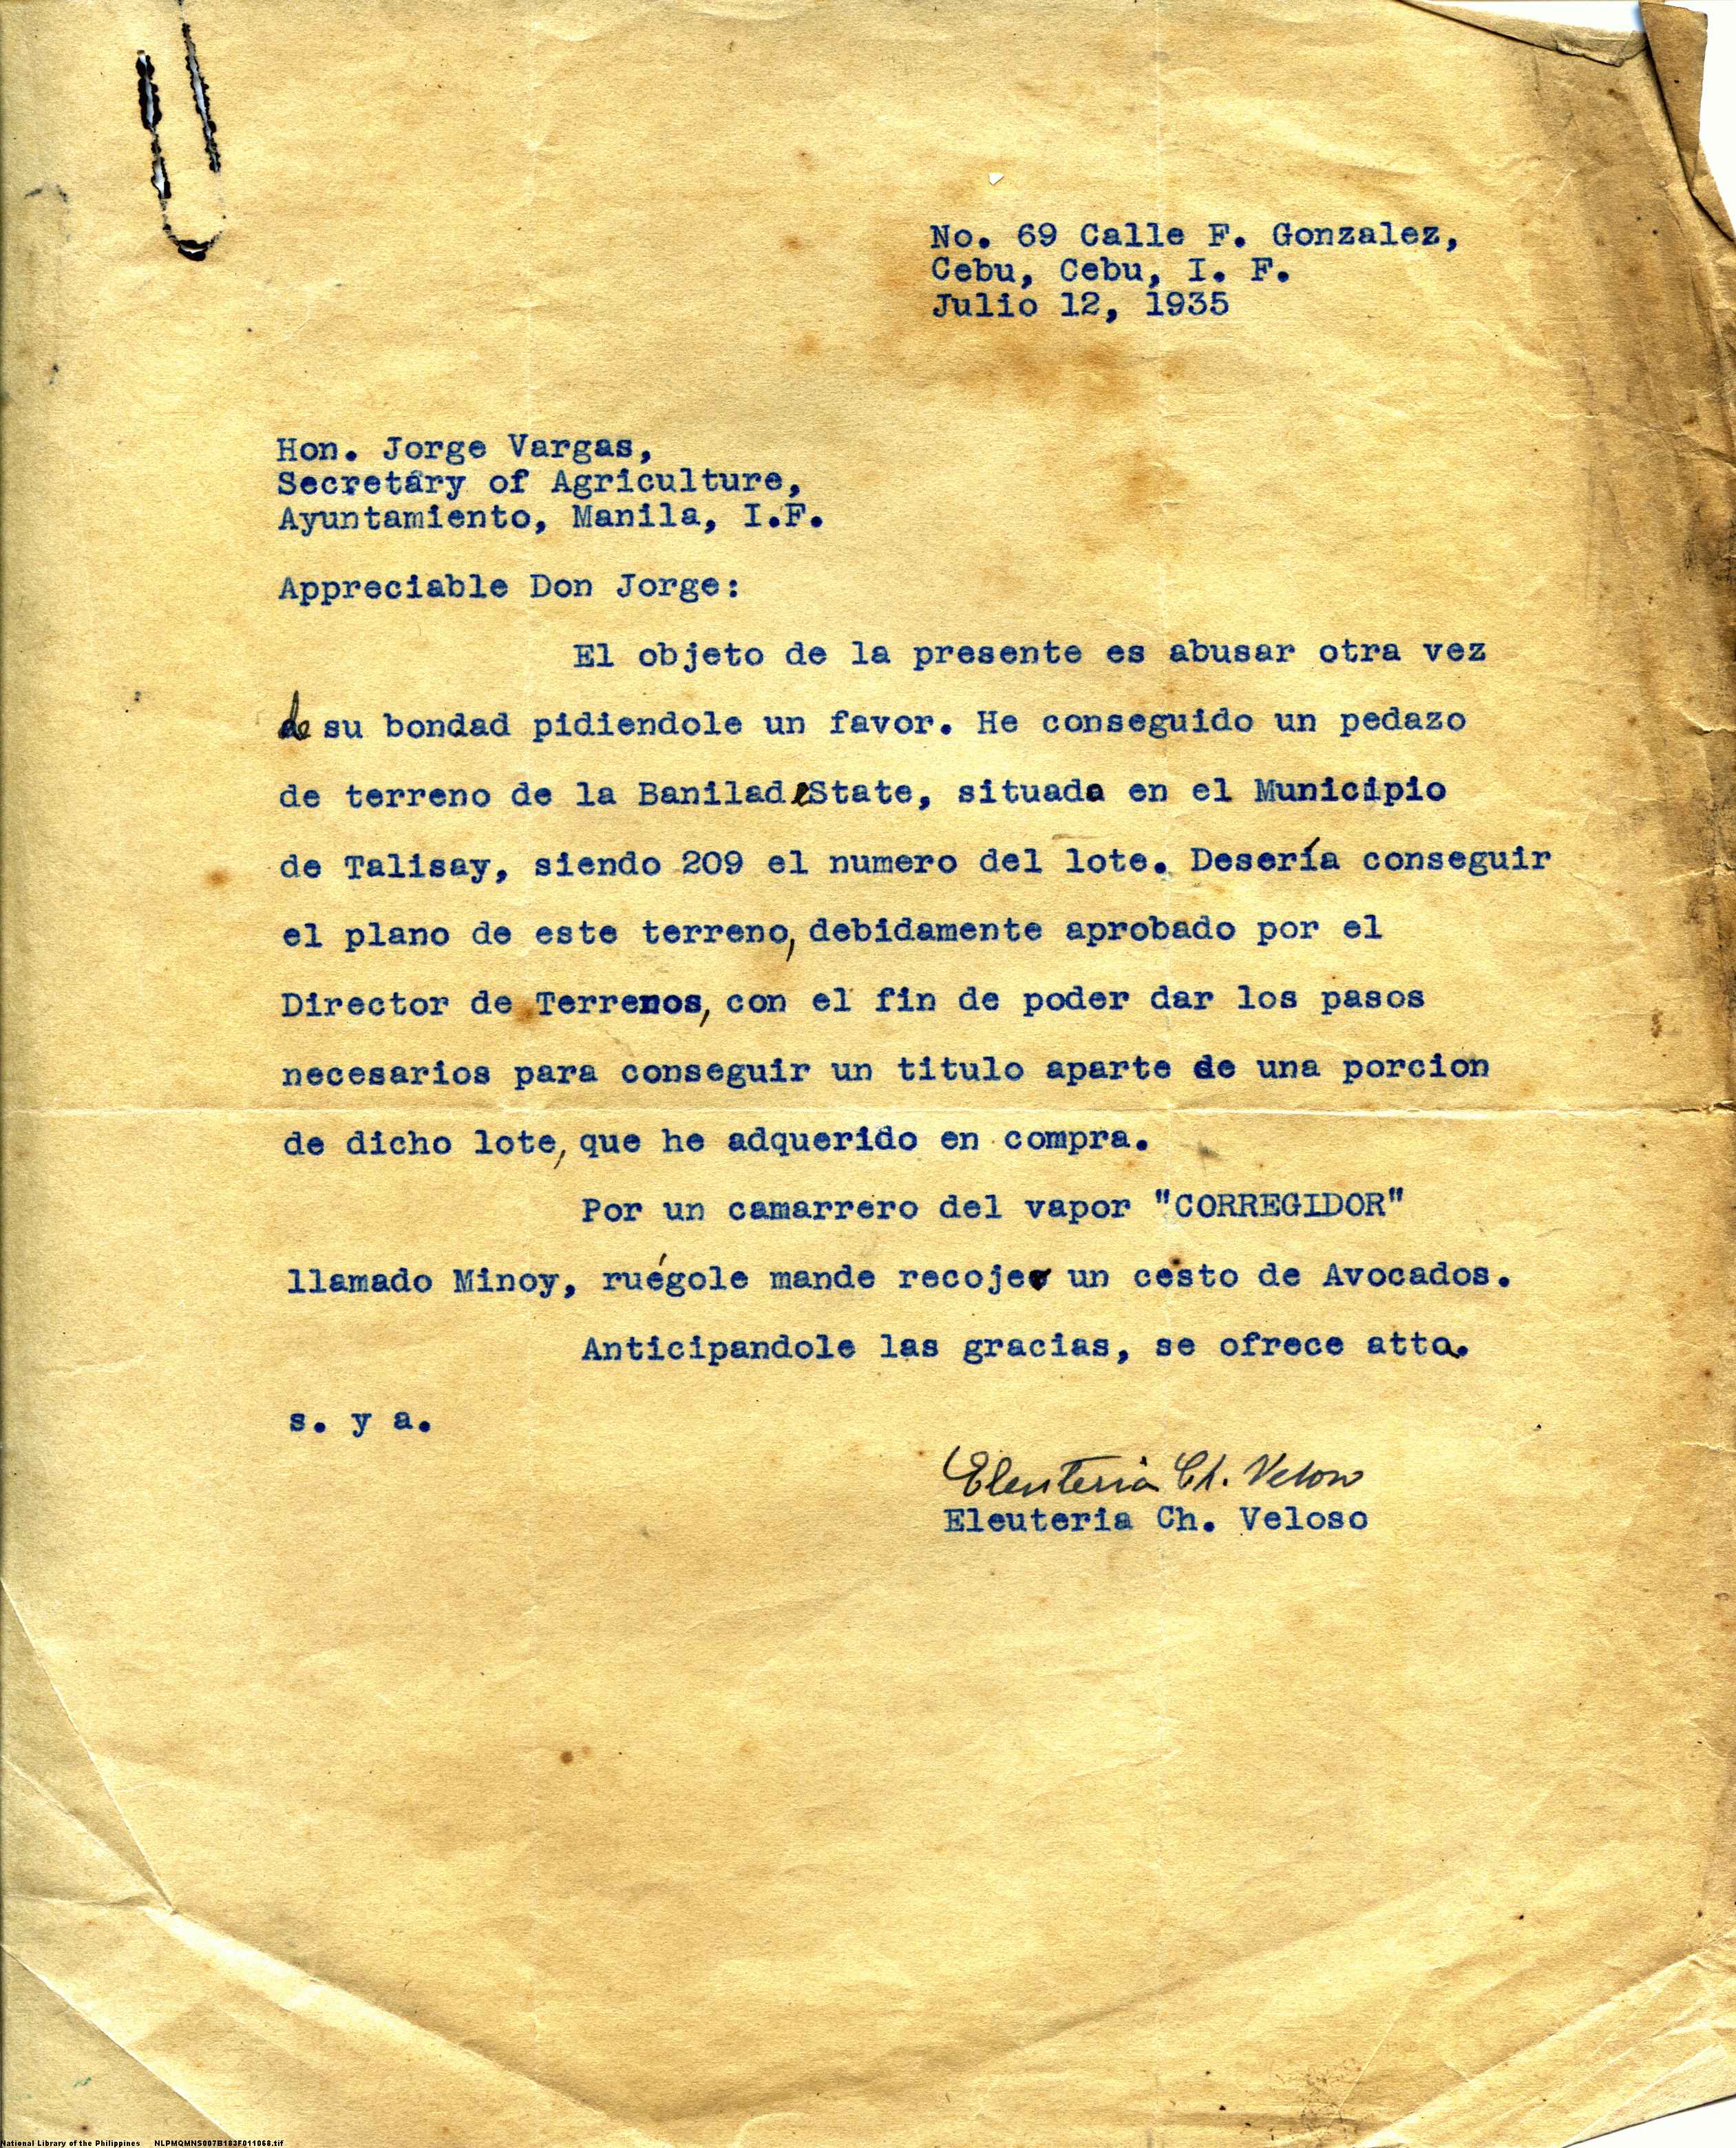 No. 69 Calle F. Gonzalez,
Cebu, Cebu, I. F.
Julio 12, 1935
Hon. Jorge Vargas,
Secretary of Agriculture,
Ayuntamiento, Manila, I.F.
Appreciable Don Jorge:
El objeto de la presente es abusar otra vez
de su bondad pidiendole un favor. He conseguido un pedazo
de terreno de la Banilad eState, situada en el Municipio
de Talisay, siendo 209 el numero del lote. Desería conseguir
el plano de este terreno, debidamente aprobado por el
Director de Terrenos, con el fin de poder dar los pasos
necesarios para conseguir un titulo aparte de una porcion
de dicho lote, que he adquerido en compra.
Por un camarrero del vapor "CORREGIDOR"
llamado Minoy, ruégole mande recojer un cesto de Avocados.
Anticipandole las gracias, se ofrece atta.
s. y a.
Eleuteria Ch. Veloso
Eleuteria Ch. Veloso
National Library of the Philippines NLPMQMNS007B183F011068.tif